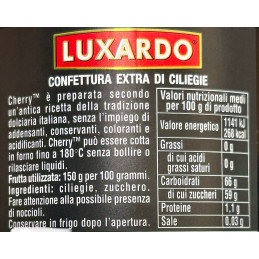 LUXARDO
CONFETTURA EXTRA DI CILIEGIE
Cherry™ è preparata secondo
un'antica ricetta della tradizione
dolciaria italiana, senza l'impiego di
addensanti, conservanti, coloranti e
acidificanti. Cherry™ può essere cotta
in forno fino a 180°C senza bollire o
rilasciare liquidi.
Frutta utilizzata: 150 g per 100 grammi.
Ingredienti: ciliegie, zucchero.
Fare attenzione alla possibile presenza
di noccioli.
Conservare in frigo dopo l'apertura.
Valori nutrizionali medi
per 100 g di prodotto
Valore energetico 1141 kJ
268 kcal
Grassi 0 g
di cui acidi
grassi saturi 0 g
Carboidrati 66 g
di cui zuccheri 59 g
Proteine 1,1 g
Sale 0,03 g